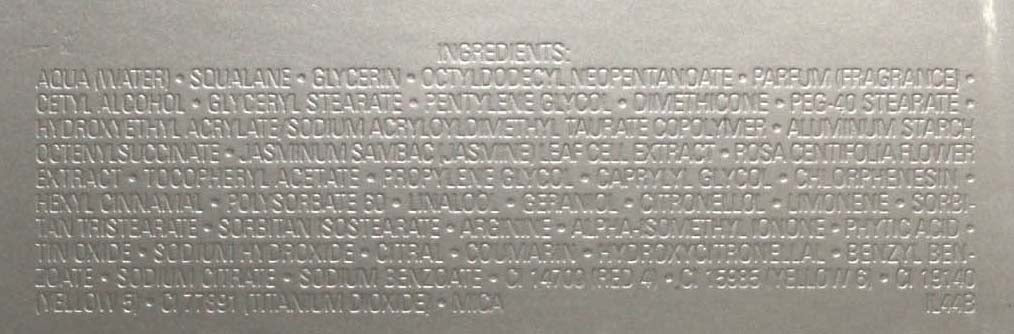 INGREDIENTS:
AQUA (WATER) • SQUALANE • GLYCERIN • OCTYLDODECYL NEOPENTANOATE • PARFUM (FRAGRANCE) •
CETYL ALCOHOL • GLYCERYL STEARATE • PENTYLENE GLYCOL • DIMETHICONE • PEG-40 STEARATE •
HYDROXYETHYL ACRYLATE/SODIUM ACRYLOYLDIMETHYL TAURATE COPOLYMER • ALUMINUM STARCH
OCTENYLSUCCINATE • JASMINUM SAMBAC (JASMINE) LEAF CELL EXTRACT • ROSA CENTIFOLIA FLOWER
EXTRACT • TOCOPHERYL ACETATE • PROPYLENE GLYCOL • CAPRYLYL GLYCOL • CHLORPHENESIN •
HEXYL CINNAMAL • POLYSORBATE 60 • LINALOOL • GERANIOL • CITRONELLOL • LIMONENE • SORBI-
TAN TRISTEARATE • SORBITAN ISOSTEARATE • ARGININE • ALPHA-ISOMETHYL IONONE • PHYTIC ACID •
TIN OXIDE • SODIUM HYDROXIDE • CITRAL • COUMARIN • HYDROXYCITRONELLAL • BENZYL BEN-
ZOATE • SODIUM CITRATE • SODIUM BENZOATE • CI 14700 (RED 4) • CI 15985 (YELLOW 6) • CI 19140
(YELLOW 5) • CI 77891 (TITANIUM DIOXIDE) • MICA